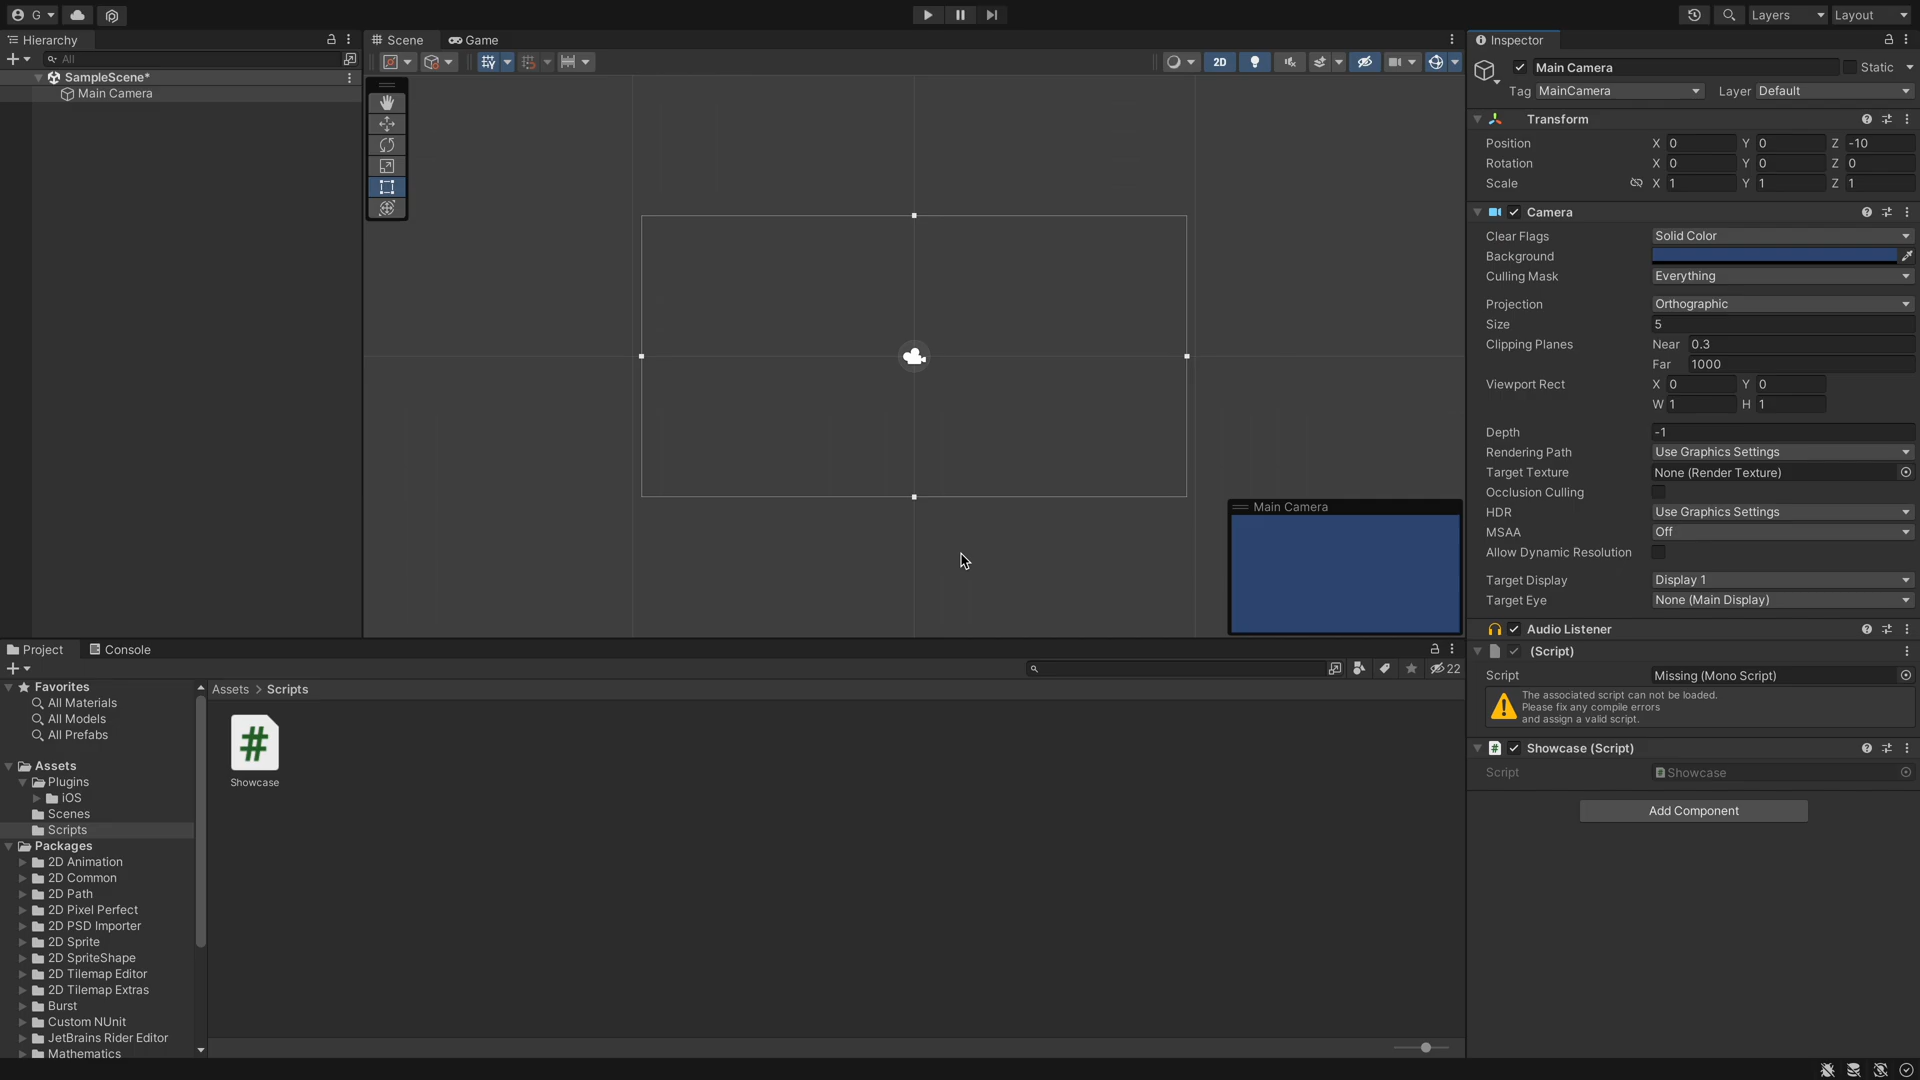 G
Layers
Layout
Hierarchy
All
SampleScene*
Main Camera
Scene
Game
2D
Main Camera
Inspector
Main Camera
Static
Tag MainCamera Layer Default
Transform
Position X 0 Y 0 Z -10
Rotation X 0 Y 0 Z 0
Scale X 1 Y 1 Z 1
Camera
Clear Flags Solid Color
Background
Culling Mask Everything
Projection Orthographic
Size 5
Clipping Planes Near 0.3
Far 1000
Viewport Rect X 0 Y 0
W 1 H 1
Depth -1
Rendering Path Use Graphics Settings
Target Texture None (Render Texture)
Occlusion Culling
HDR Use Graphics Settings
MSAA Off
Allow Dynamic Resolution
Target Display Display 1
Target Eye None (Main Display)
Audio Listener
(Script)
Script Missing (Mono Script)
The associated script can not be loaded.
Please fix any compile errors
and assign a valid script.
# Showcase (Script)
Script # Showcase
Add Component
Project
Console
22
Favorites
All Materials
All Models
All Prefabs
Assets
Plugins
iOS
Scenes
Scripts
Packages
2D Animation
2D Common
2D Path
2D Pixel Perfect
2D PSD Importer
2D Sprite
2D SpriteShape
2D Tilemap Editor
2D Tilemap Extras
Burst
Custom NUnit
JetBrains Rider Editor
Mathematics
Assets > Scripts
#
Showcase